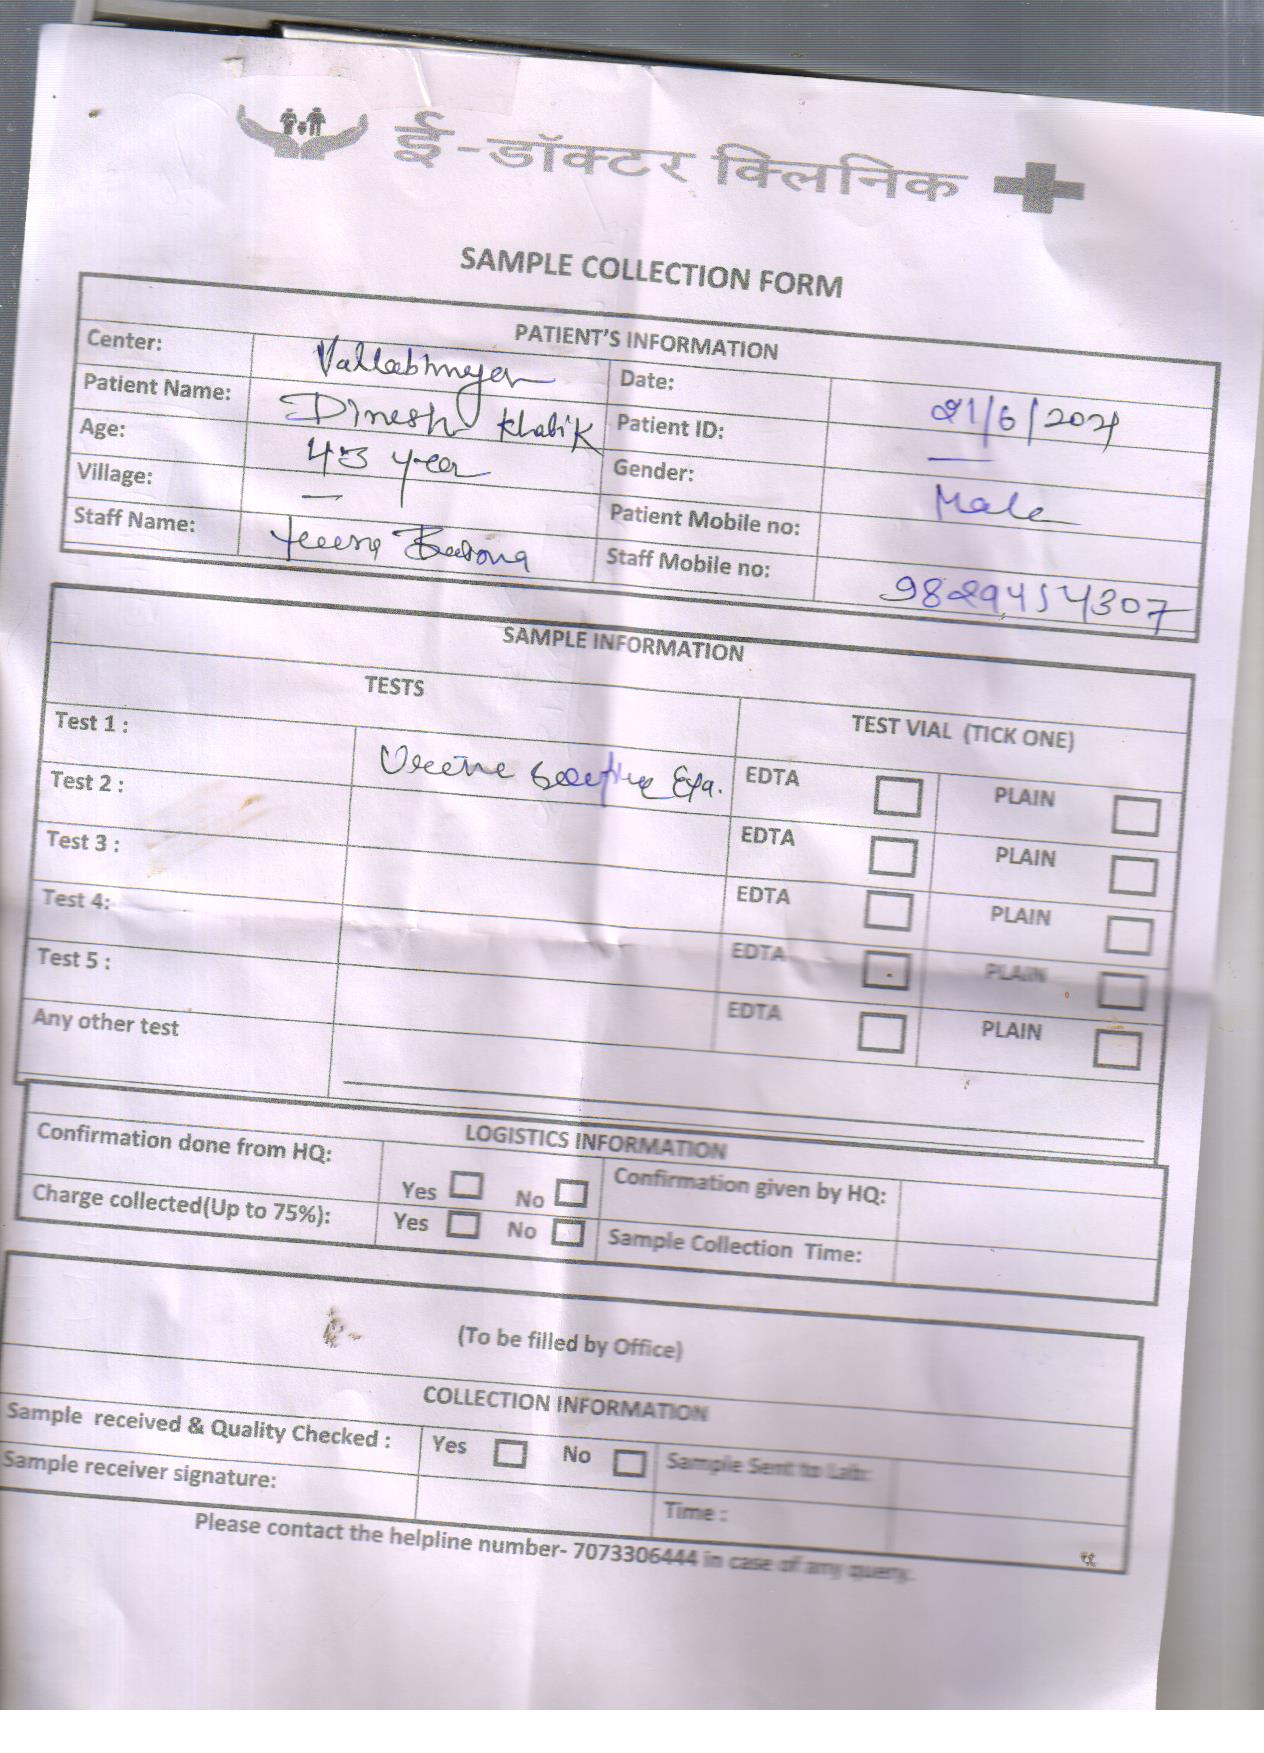 ई-डॉक्टर क्लिनिक
SAMPLE COLLECTION FORM
PATIENT'S INFORMATION
Center: Vallabhnagar Date: 21/6/2021
Patient Name: Dinesh Khatik Patient ID: —
Age: 43 year Gender: Male
Village: — Patient Mobile no:
Staff Name: Staff Mobile no: 9829454307
SAMPLE INFORMATION
TESTS TEST VIAL (TICK ONE)
Test 1 : EDTA PLAIN
Test 2 : EDTA PLAIN
Test 3 : EDTA PLAIN
Test 4: EDTA PLAIN
Test 5 : EDTA PLAIN
Any other test
LOGISTICS INFORMATION
Confirmation done from HQ: Yes No Confirmation given by HQ:
Charge collected(Up to 75%): Yes No Sample Collection Time:
(To be filled by Office)
COLLECTION INFORMATION
Sample received & Quality Checked : Yes No Sample Sent to Lab:
Sample receiver signature: Time :
Please contact the helpline number- 7073306444 in case of any query.